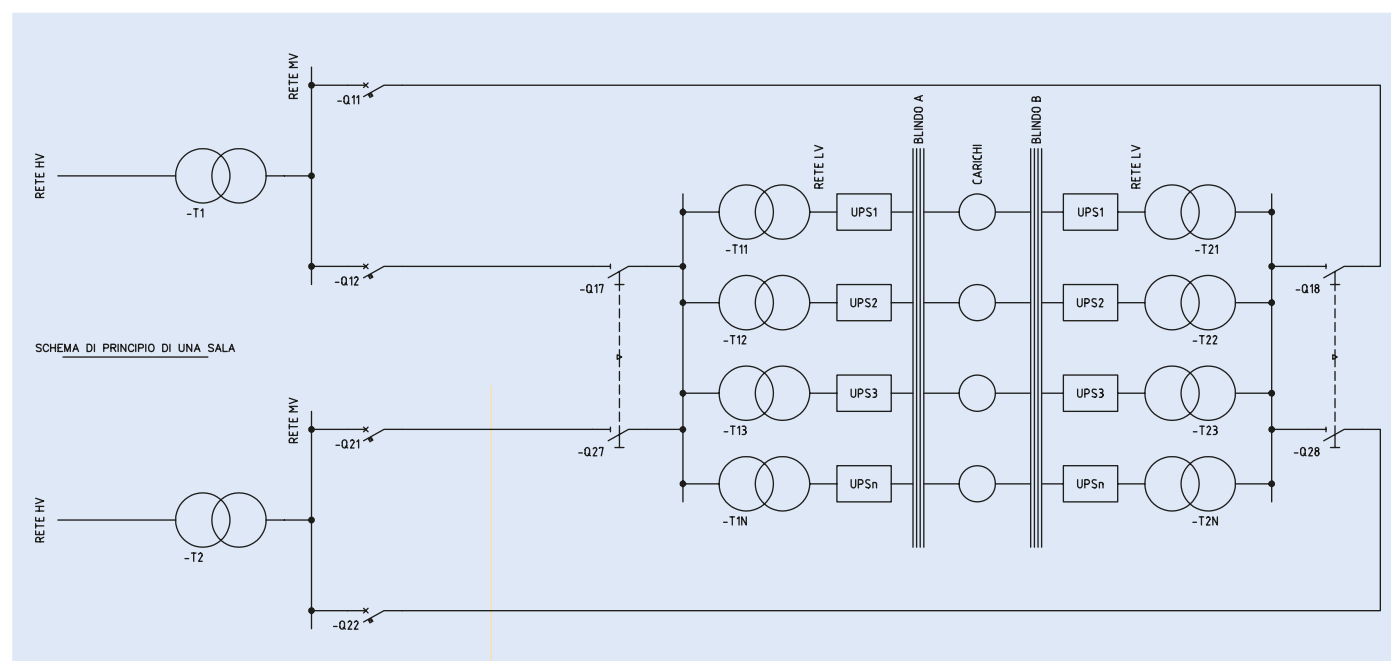 RETE MV
-Q11
RETE HV
-T1
-Q12
SCHEMA DI PRINCIPIO DI UNA SALA
RETE MV
-Q21
RETE HV
-T2
-Q22
-Q17
-Q27
RETE LV
BLINDO A
CARICHI
BLINDO B
RETE LV
UPS1
UPS1
-T11
-T21
UPS2
UPS2
-T12
-T22
UPS3
UPS3
-T13
-T23
UPSn
UPSn
-T1N
-T2N
-Q18
-Q28